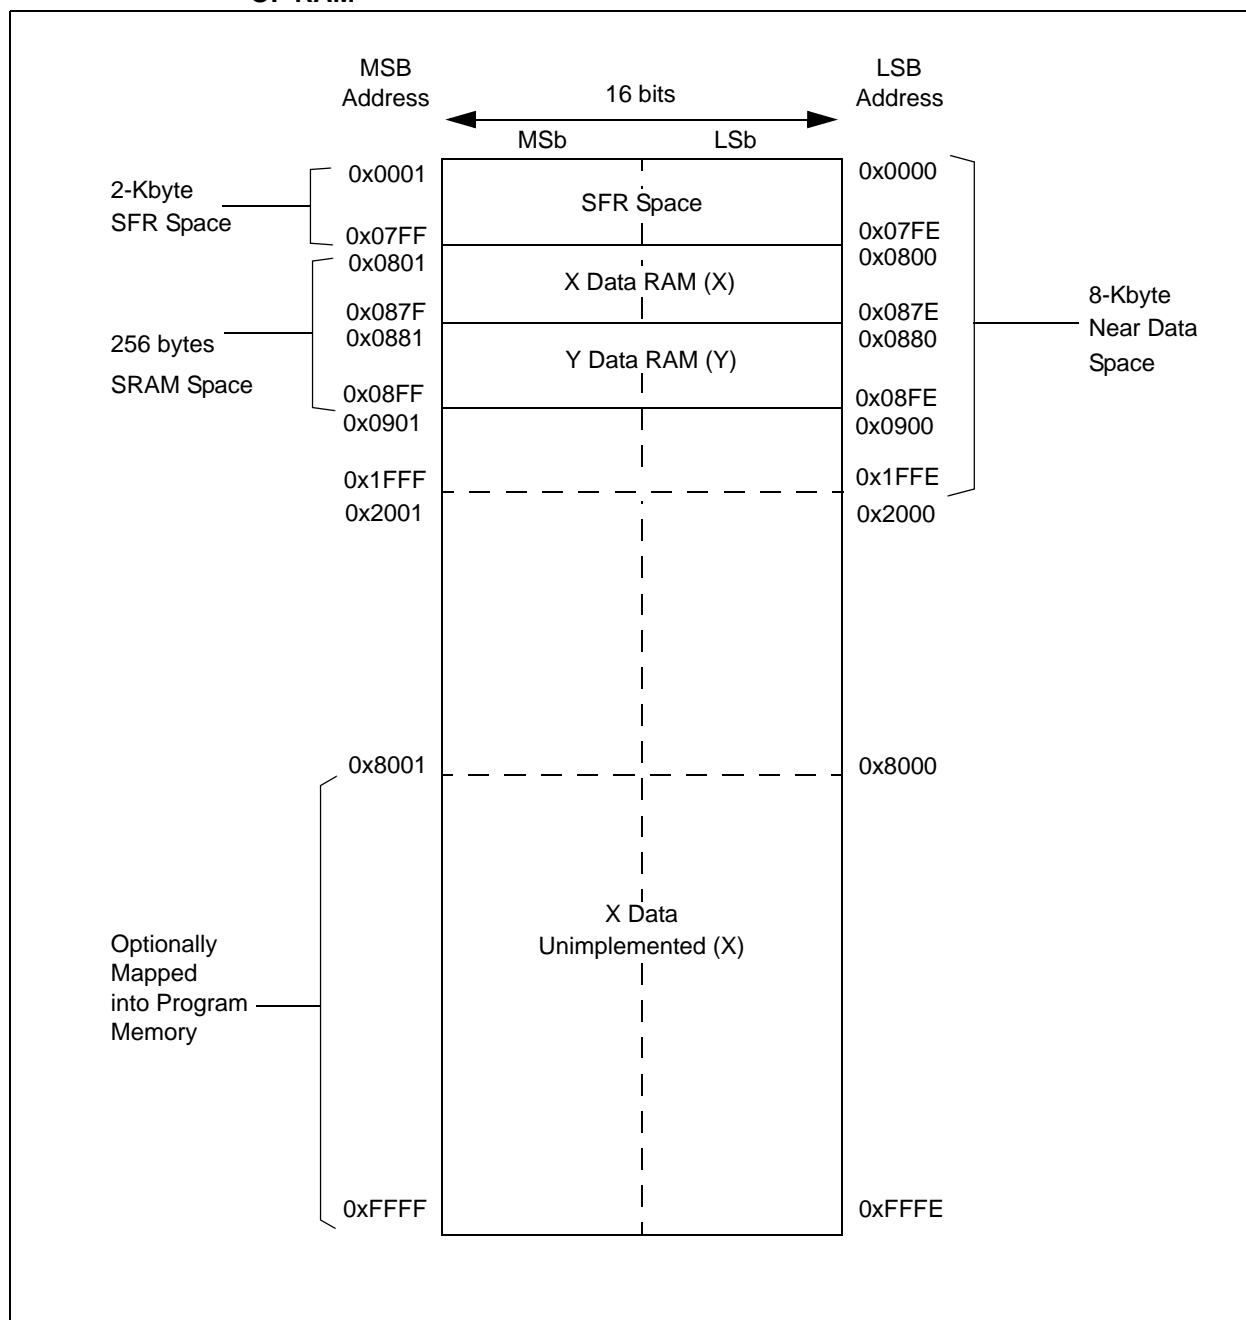 MSB
Address
LSB
Address
16 bits
MSb
LSb
0x0001
0x0000
2-Kbyte
SFR Space
SFR Space
0x07FF
0x07FE
0x0801
0x0800
X Data RAM (X)
0x087F
0x087E
0x0881
0x0880
256 bytes
SRAM Space
Y Data RAM (Y)
8-Kbyte
Near Data
Space
0x08FF
0x08FE
0x0901
0x0900
0x1FFF
0x1FFE
0x2001
0x2000
0x8001
0x8000
X Data
Unimplemented (X)
Optionally
Mapped
into Program
Memory
0xFFFF
0xFFFE